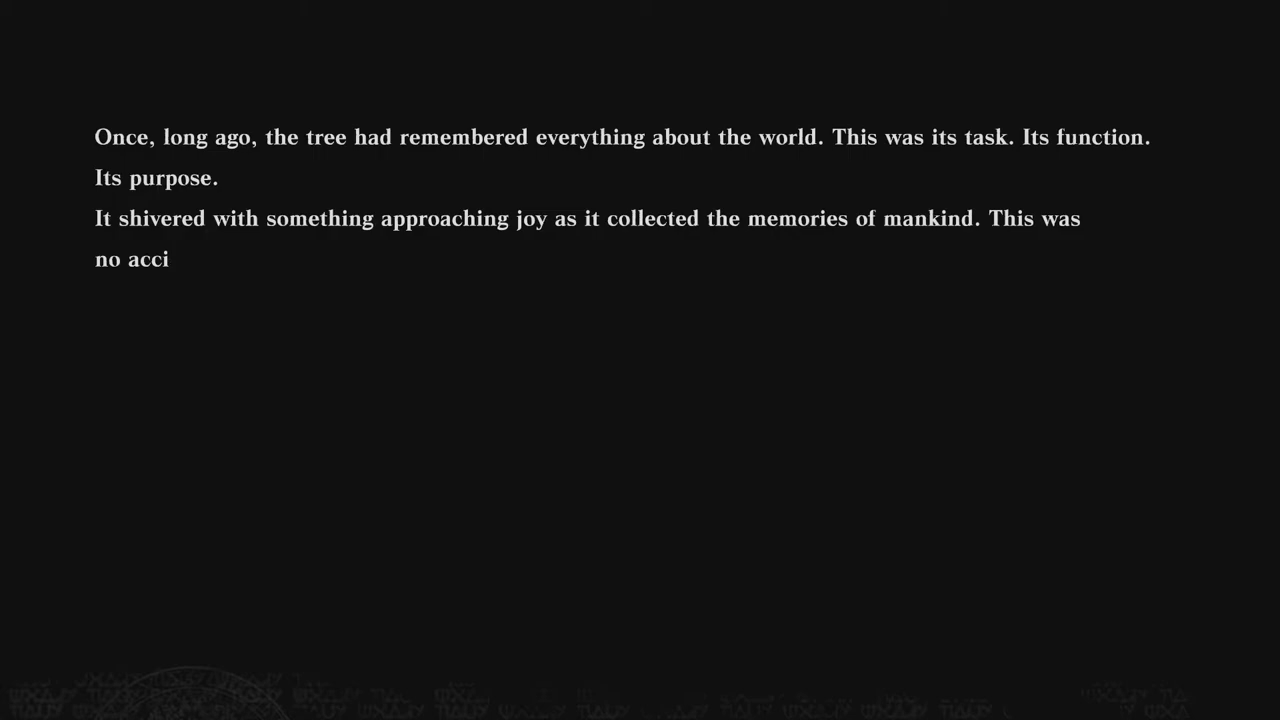 Once, long ago, the tree had remembered everything about the world. This was its task. Its function.
Its purpose.
It shivered with something approaching joy as it collected the memories of mankind. This was
no acci